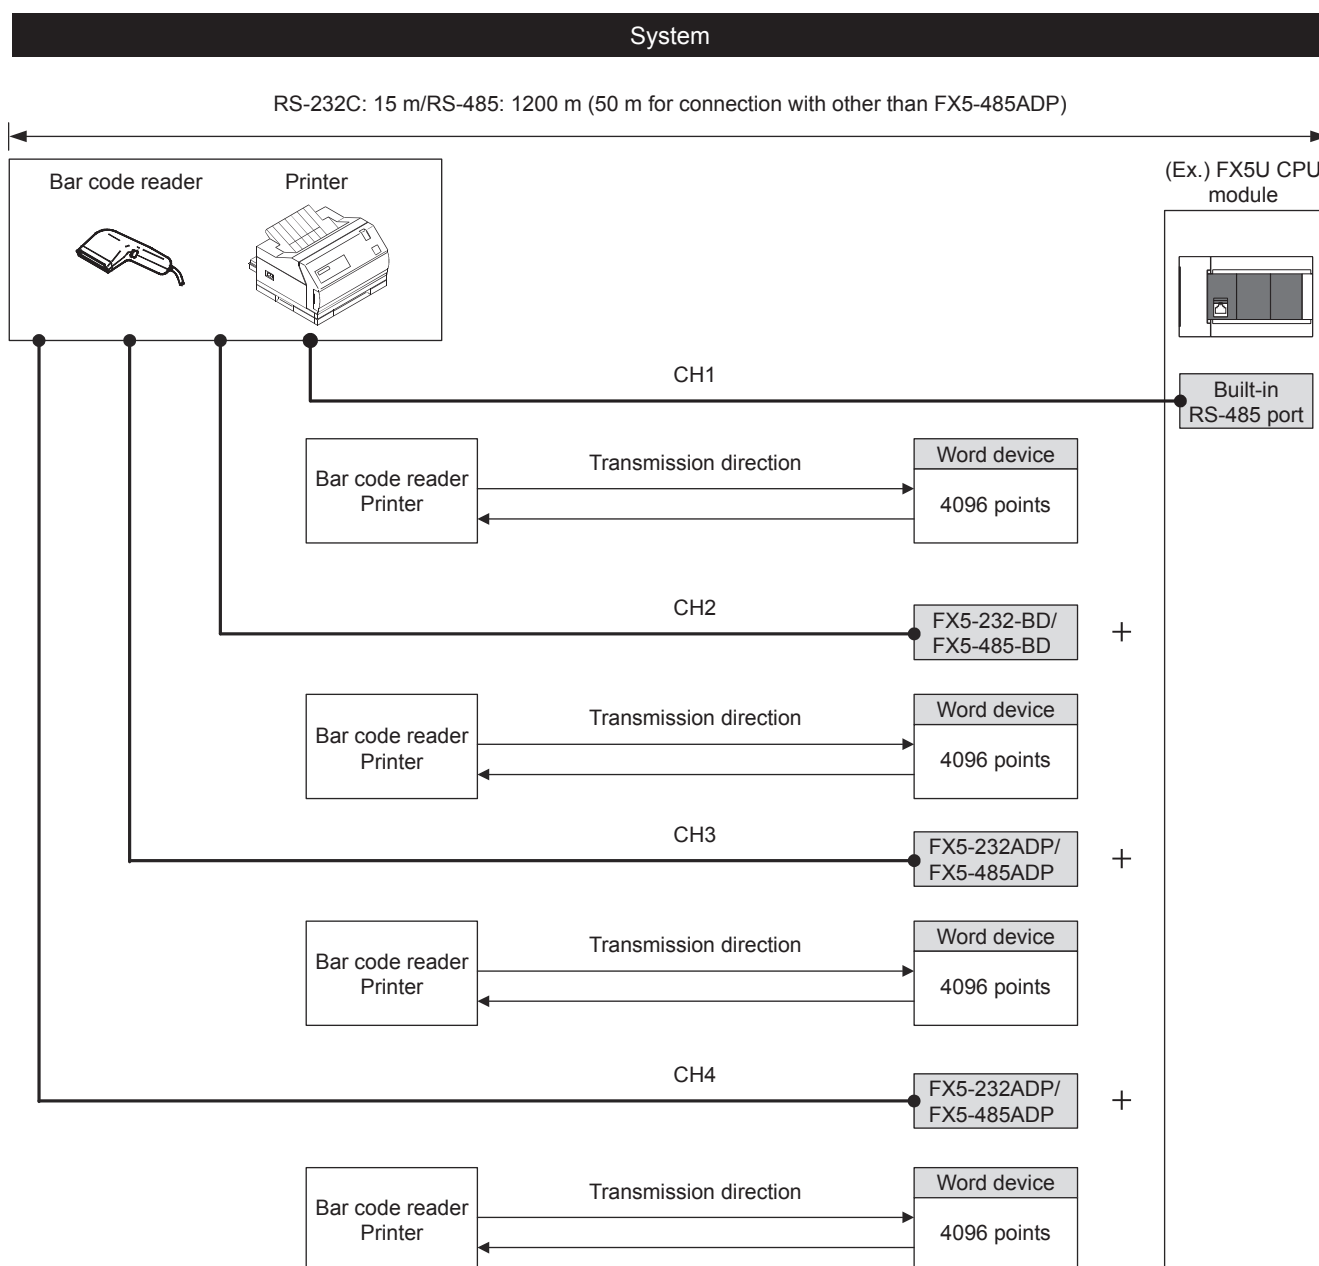 System
RS-232C: 15 m/RS-485: 1200 m (50 m for connection with other than FX5-485ADP)
Bar code reader
Printer
(Ex.) FX5U CPU
module
CH1
Built-in
RS-485 port
Bar code reader
Printer
Transmission direction
Word device
4096 points
CH2
FX5-232-BD/
FX5-485-BD
+
Bar code reader
Printer
Transmission direction
Word device
4096 points
CH3
FX5-232ADP/
FX5-485ADP
+
Bar code reader
Printer
Transmission direction
Word device
4096 points
CH4
FX5-232ADP/
FX5-485ADP
+
Bar code reader
Printer
Transmission direction
Word device
4096 points